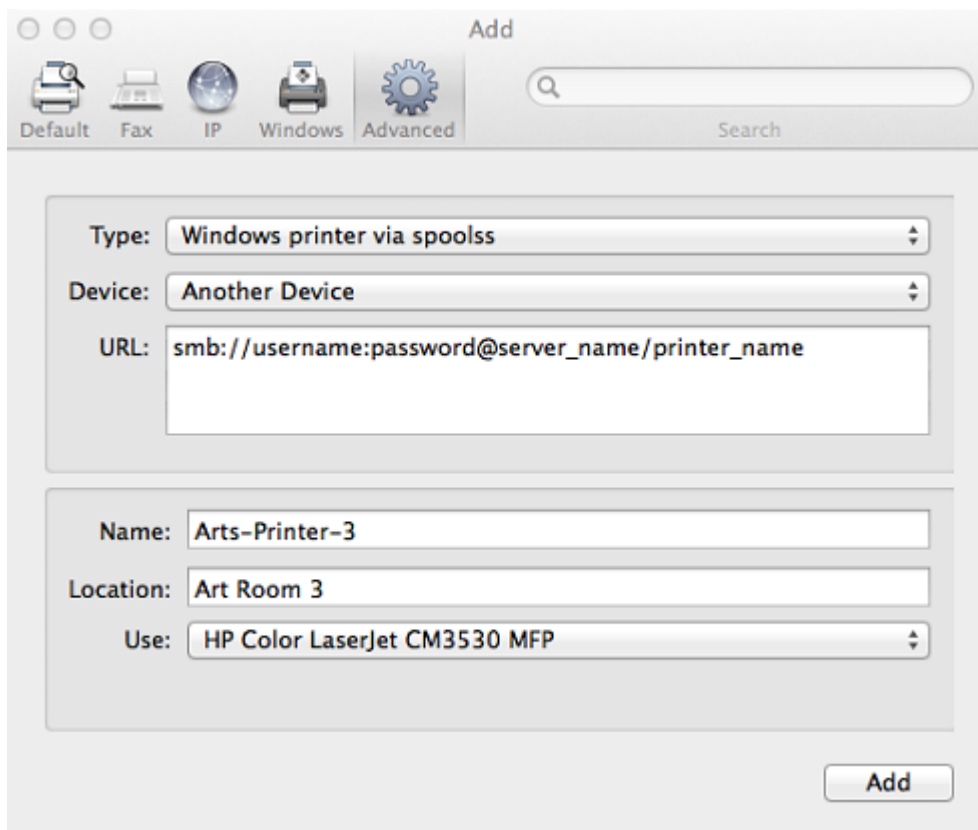 Add
Default Fax IP Windows Advanced Search
Type: Windows printer via spoolss
Device: Another Device
URL: smb://username:password@server_name/printer_name
Name: Arts-Printer-3
Location: Art Room 3
Use: HP Color LaserJet CM3530 MFP
Add